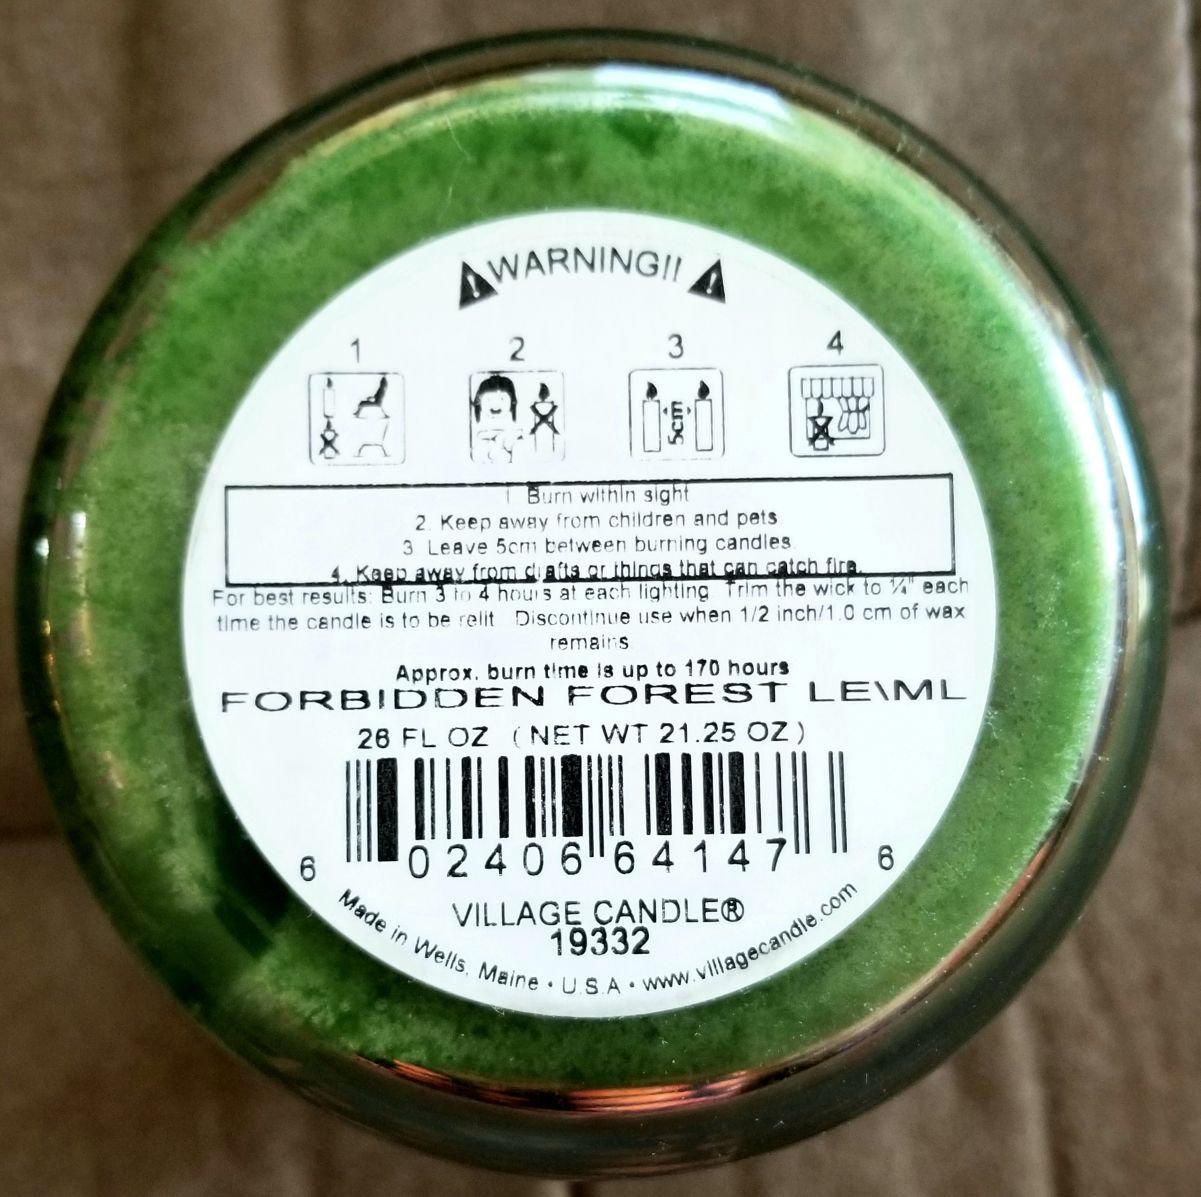 WARNING!!
1 2 3 4
5cm
1 Burn within sight
2. Keep away from children and pets
3 Leave 5cm between burning candles.
4. Keep away from drafts or things that can catch fire.
For best results: Burn 3 to 4 hours at each lighting. Trim the wick to ¼" each
time the candle is to be relit Discontinue use when 1/2 inch/1.0 cm of wax
remains
Approx. burn time is up to 170 hours
FORBIDDEN FOREST LE\ML
26 FL OZ (NET WT 21.25 OZ)
6 02406 64147 6
VILLAGE CANDLE®
19332
Made in Wells, Maine • U.S.A • www.villagecandle.com